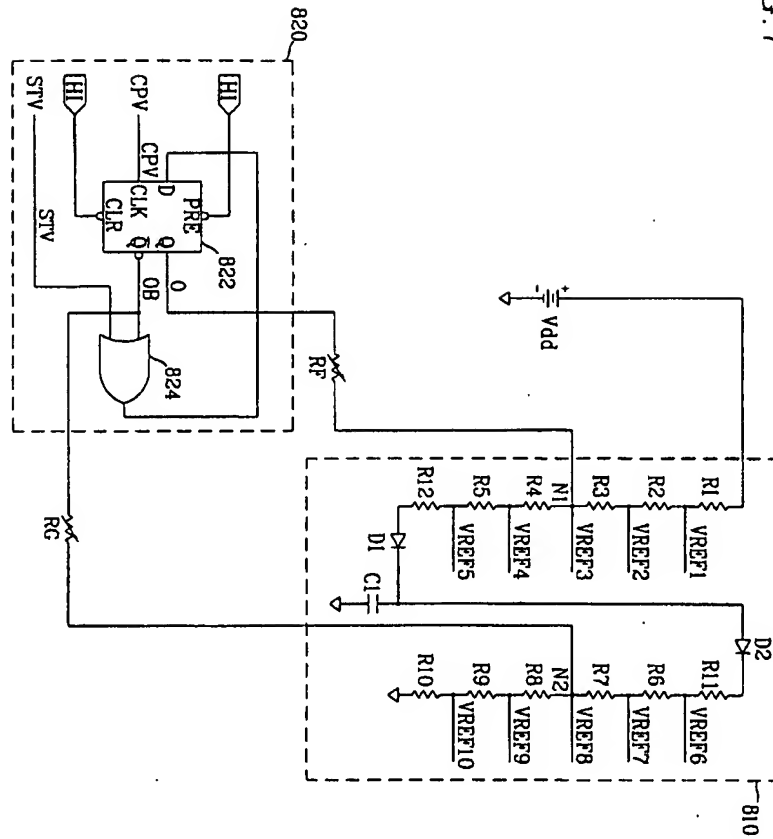 820
HI
HI
CPV
CPV
STV
STV
D
PRE
CLK
CLR
Q
Q̅
822
0
0B
824
RF
RG
+
-
Vdd
810
R1
VREF1
R2
VREF2
R3
N1
VREF3
R4
VREF4
R5
VREF5
R12
D1
C1
D2
R11
VREF6
R6
VREF7
R7
N2
VREF8
R8
VREF9
R9
VREF10
R10